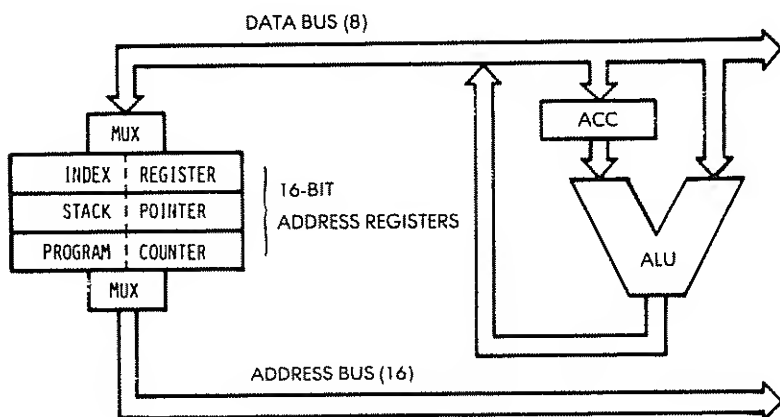 DATA BUS (8)
MUX
ACC
INDEX REGISTER
STACK POINTER
PROGRAM COUNTER
16-BIT
ADDRESS REGISTERS
ALU
MUX
ADDRESS BUS (16)